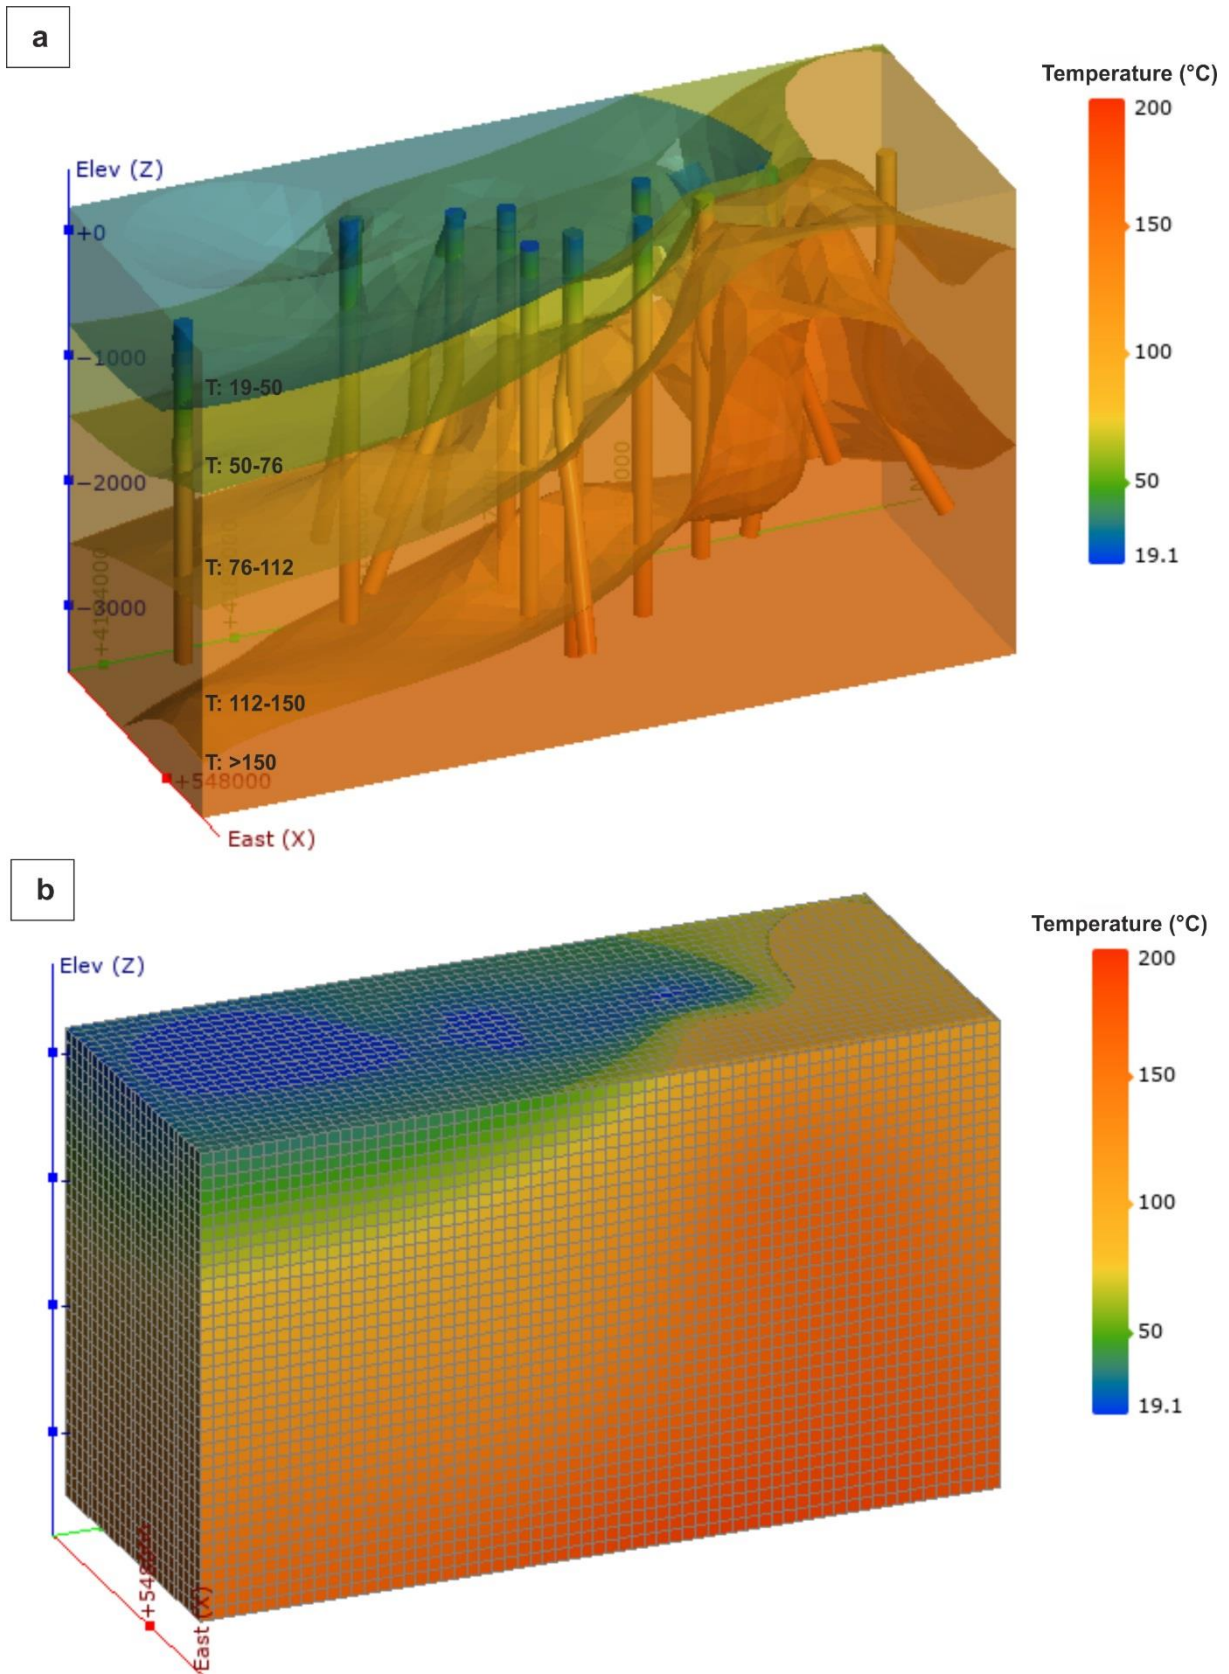 a
Temperature (°C)
200
150
100
50
19.1
Elev (Z)
+0
−1000
−2000
−3000
T: 19-50
T: 50-76
T: 76-112
T: 112-150
T: >150
+548000
East (X)
b
Temperature (°C)
200
150
100
50
19.1
Elev (Z)
East (X)